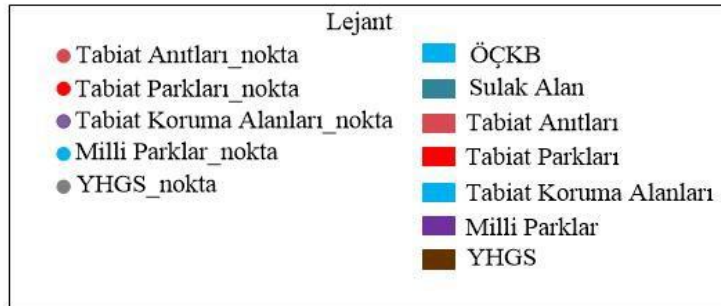 Lejant
Tabiat Anıtları_nokta
Tabiat Parkları_nokta
Tabiat Koruma Alanları_nokta
Milli Parklar_nokta
YHGS_nokta
ÖÇKB
Sulak Alan
Tabiat Anıtları
Tabiat Parkları
Tabiat Koruma Alanları
Milli Parklar
YHGS